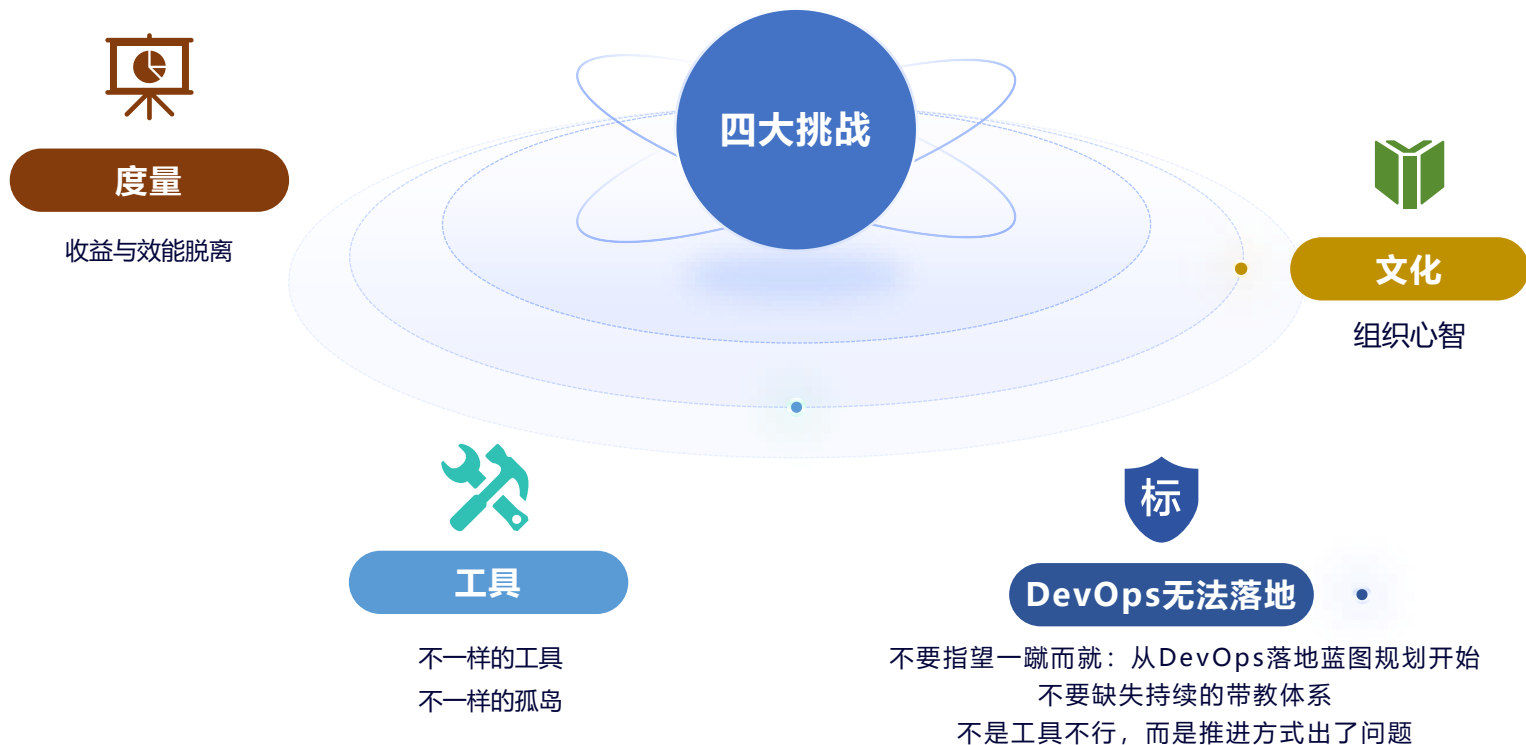 四大挑战
度量
收益与效能脱离
文化
组织心智
工具
不一样的工具
不一样的孤岛
标
DevOps无法落地
不要指望一蹴而就：从DevOps落地蓝图规划开始
不要缺失持续的带教体系
不是工具不行，而是推进方式出了问题